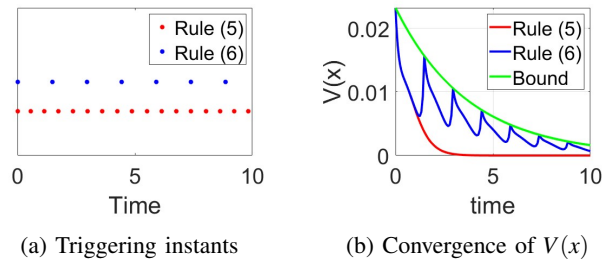 Rule (5)
Rule (6)
0
5
10
Time
(a) Triggering instants
V(x)
0.02
0.01
0
Rule (5)
Rule (6)
Bound
0
5
10
time
(b) Convergence of V(x)